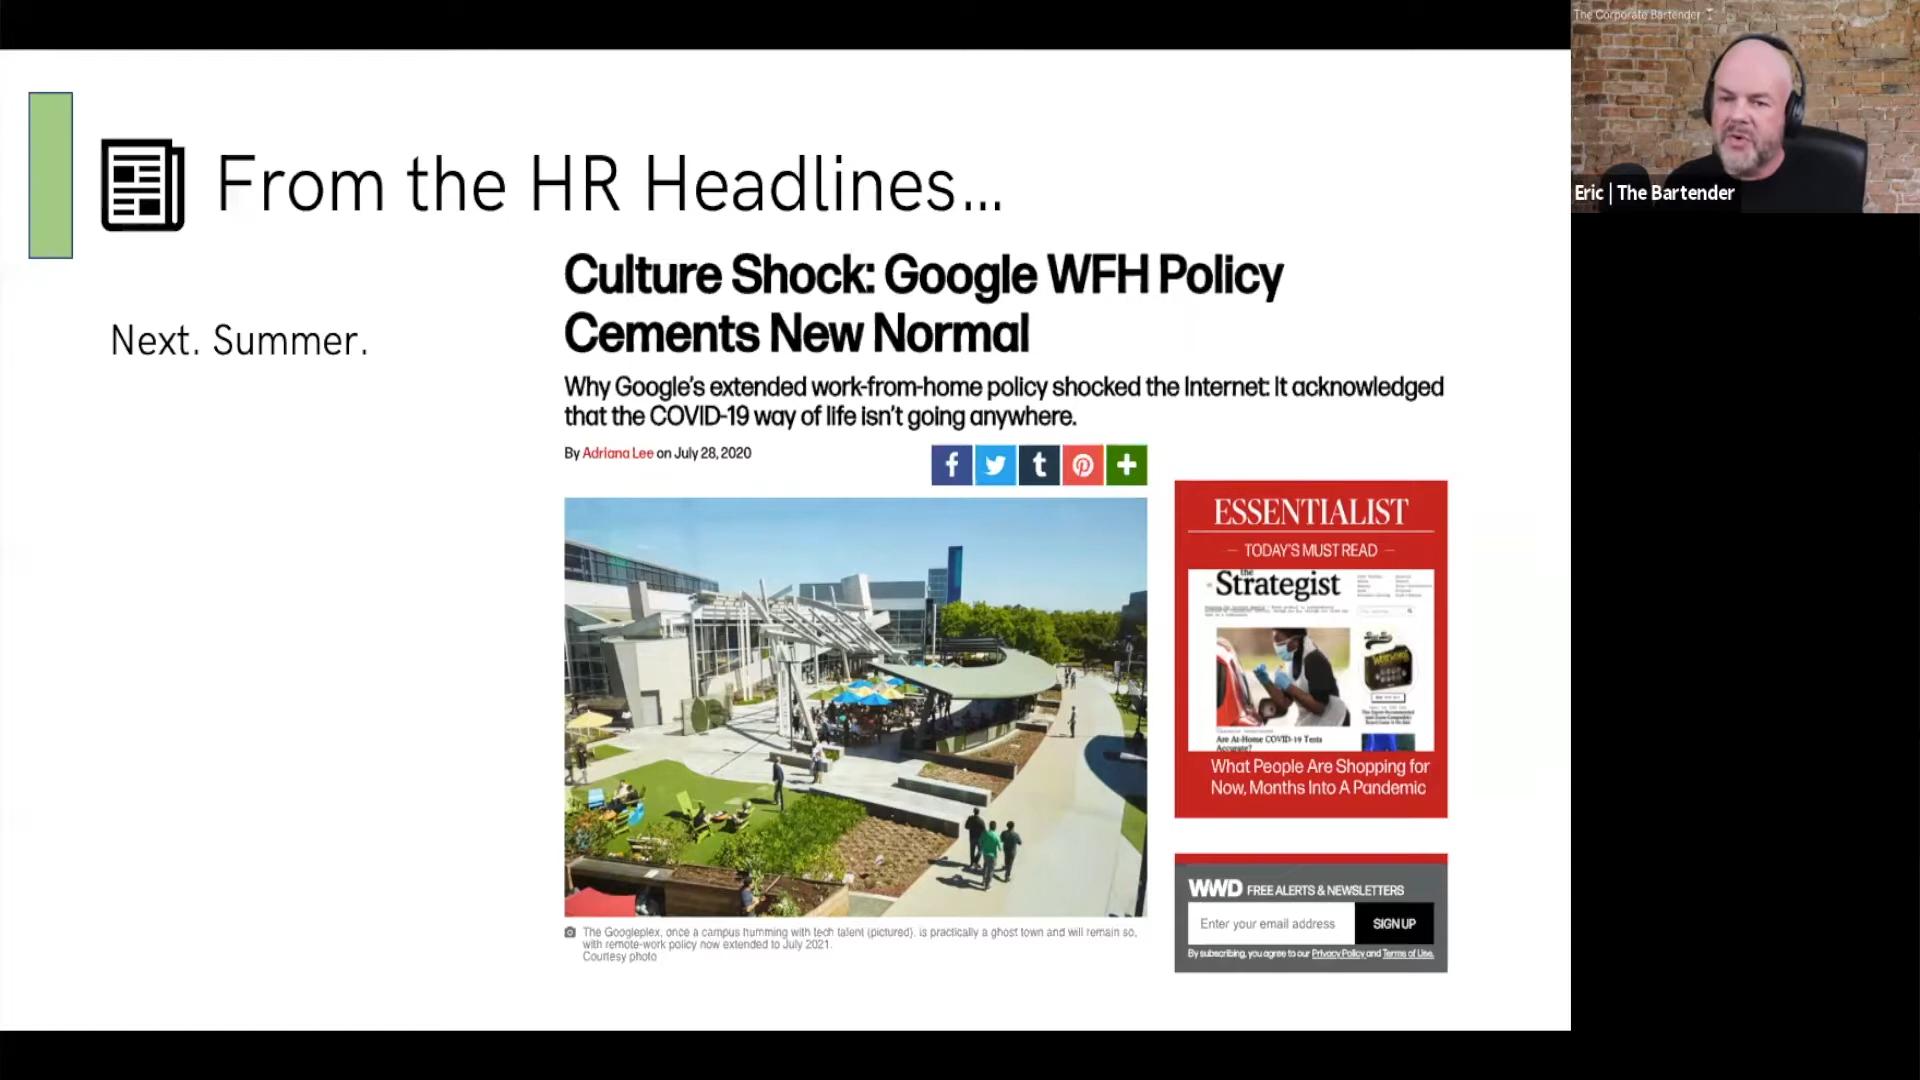 The Corporate Bartender
Eric | The Bartender
From the HR Headlines...
Next. Summer.
Culture Shock: Google WFH Policy
Cements New Normal
Why Google's extended work-from-home policy shocked the Internet: It acknowledged
that the COVID-19 way of life isn't going anywhere.
By Adriana Lee on July 28, 2020
f
t
The Googleplex, once a campus humming with tech talent (pictured), is practically a ghost town and will remain so,
with remote-work policy now extended to July 2021.
Courtesy photo
ESSENTIALIST
TODAY'S MUST READ
the
Strategist
Are At-Home COVID-19 Tests
Accurate?
What People Are Shopping for
Now, Months Into A Pandemic
WWD FREE ALERTS & NEWSLETTERS
Enter your email address
SIGN UP
By subscribing, you agree to our Privacy Policy and Terms of Use.